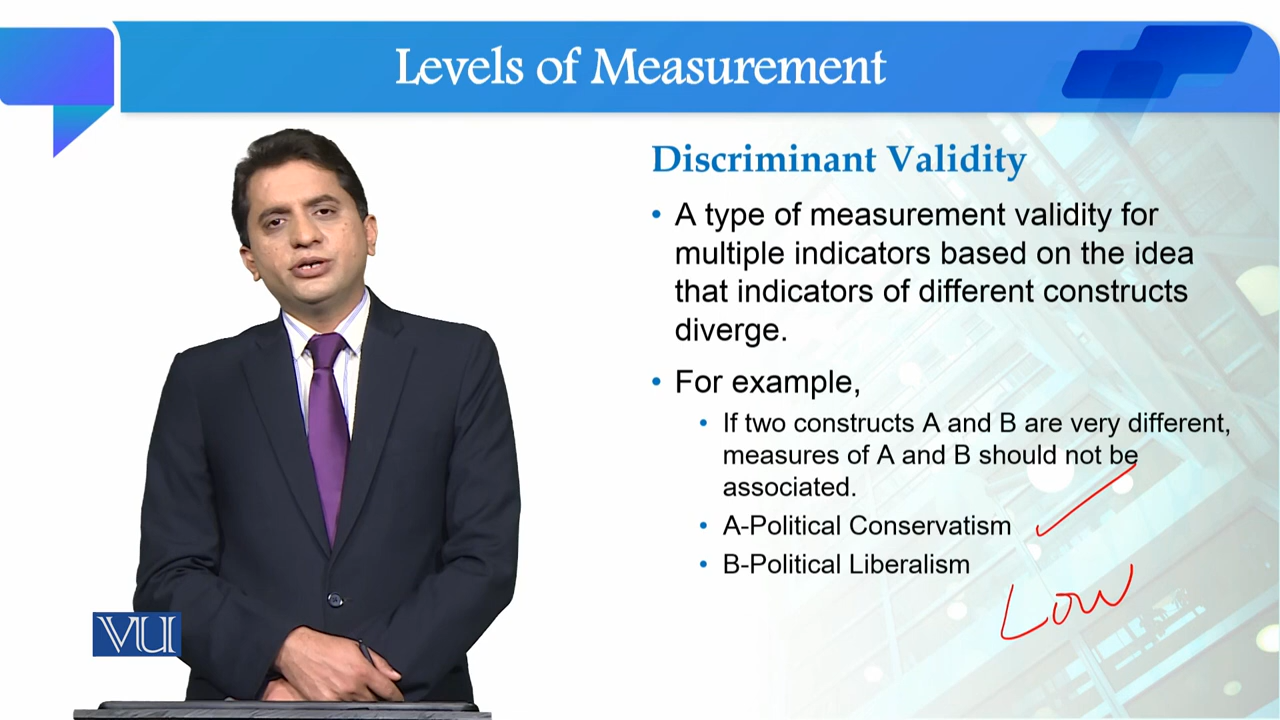 Levels of Measurement
Discriminant Validity
• A type of measurement validity for
multiple indicators based on the idea
that indicators of different constructs
diverge.
• For example,
• If two constructs A and B are very different,
measures of A and B should not be
associated.
• A-Political Conservatism
• B-Political Liberalism
Low
VU